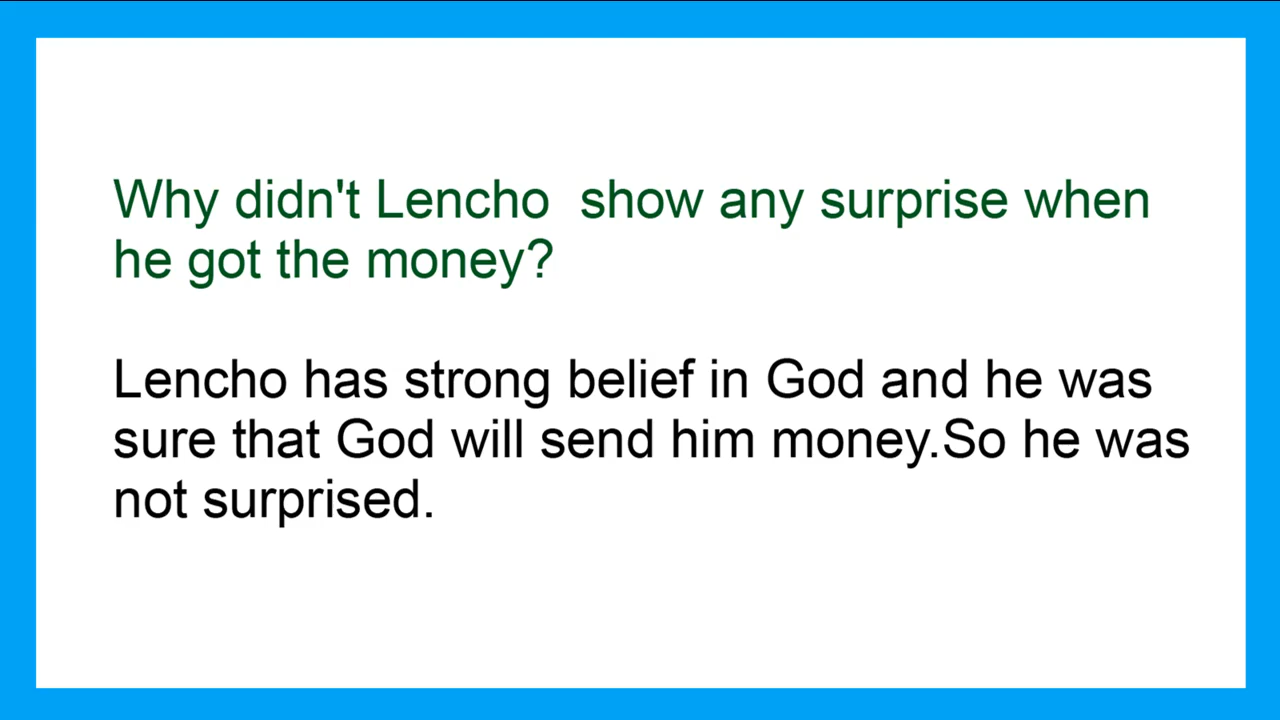 Why didn't Lencho  show any surprise when
he got the money?
Lencho has strong belief in God and he was
sure that God will send him money.So he was
not surprised.